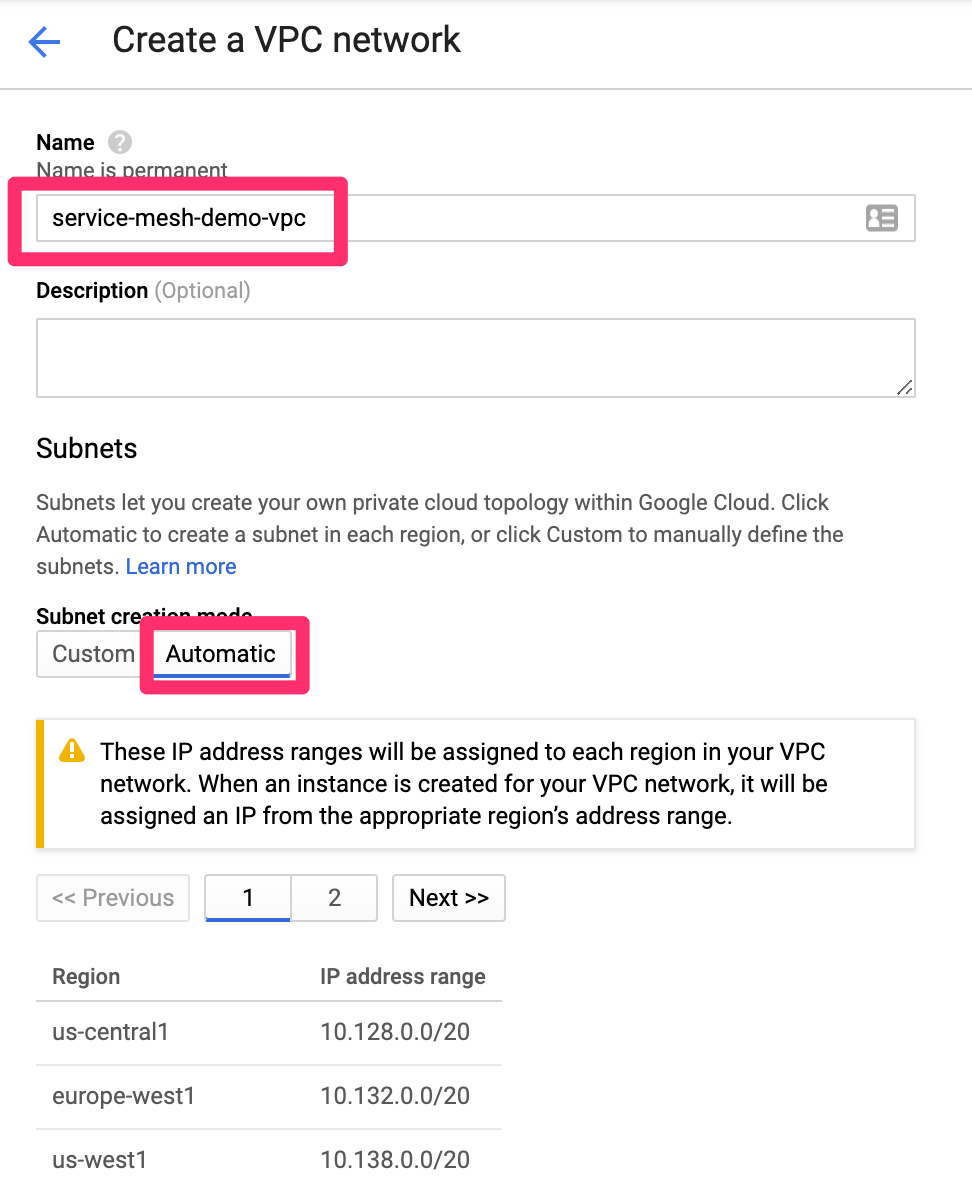 Create a VPC network
Name ?
Name is permanent
service-mesh-demo-vpc
Description (Optional)
Subnets
Subnets let you create your own private cloud topology within Google Cloud. Click
Automatic to create a subnet in each region, or click Custom to manually define the
subnets. Learn more
Subnet creation mode
Custom Automatic
These IP address ranges will be assigned to each region in your VPC
network. When an instance is created for your VPC network, it will be
assigned an IP from the appropriate region’s address range.
<< Previous 1 2 Next >>
Region IP address range
us-central1 10.128.0.0/20
europe-west1 10.132.0.0/20
us-west1 10.138.0.0/20